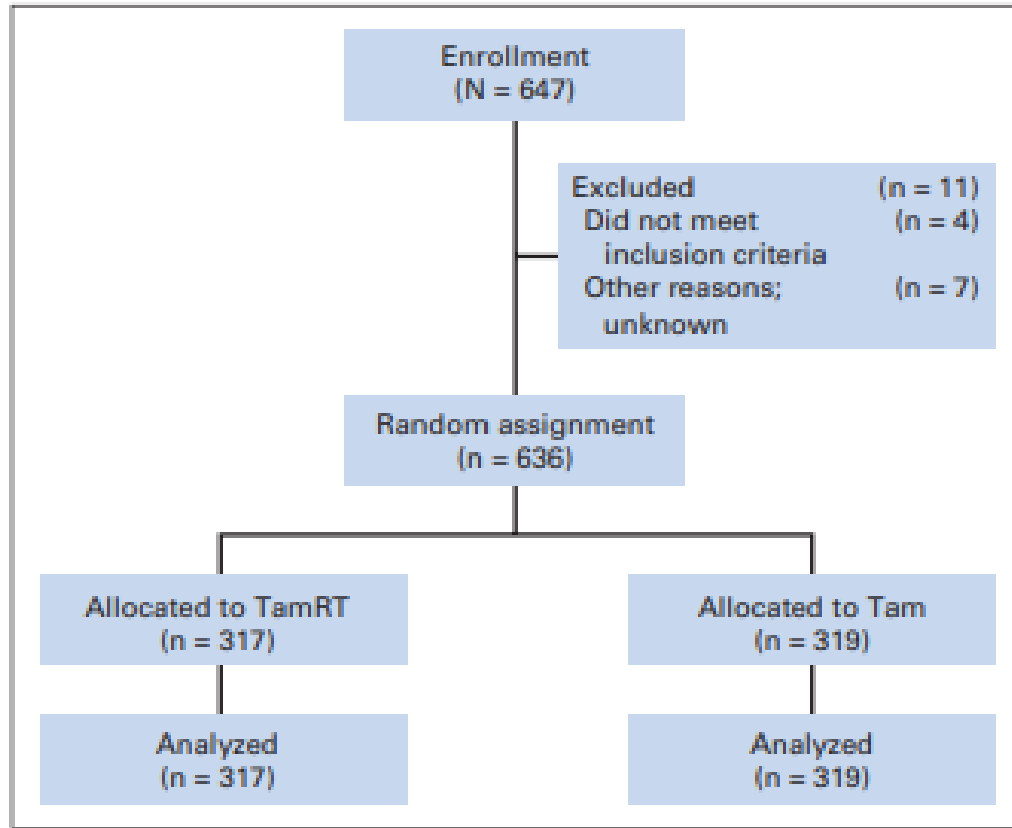 Enrollment
(N = 647)
Excluded (n = 11)
Did not meet (n = 4)
inclusion criteria
Other reasons; (n = 7)
unknown
Random assignment
(n = 636)
Allocated to TamRT
(n = 317)
Allocated to Tam
(n = 319)
Analyzed
(n = 317)
Analyzed
(n = 319)